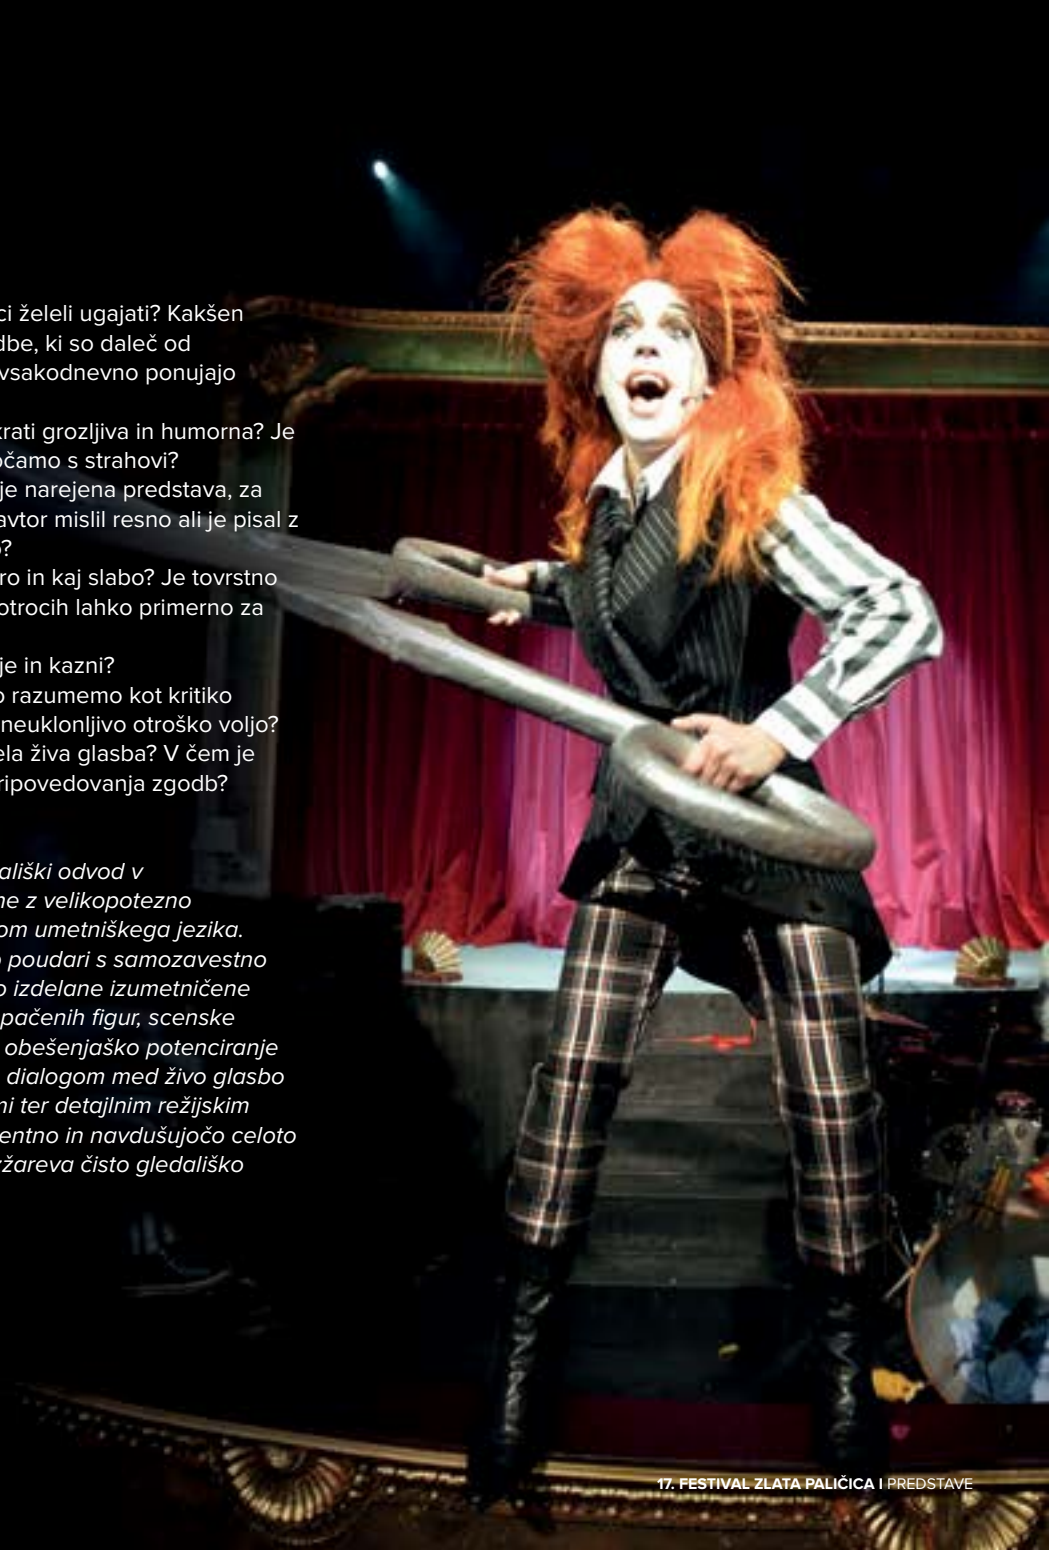 ci želeli ugajati? Kakšen
dbe, ki so daleč od
vsakodnevno ponujajo
krati grozljiva in humorna? Je
očamo s strahovi?
je narejena predstava, za
avtor mislil resno ali je pisal z
o?
ro in kaj slabo? Je tovrstno
otrocih lahko primerno za
je in kazni?
o razumemo kot kritiko
neuklonljivo otroško voljo?
ela živa glasba? V čem je
ripovedovanja zgodb?
ališki odvod v
ne z velikopotezno
om umetniškega jezika.
o poudari s samozavestno
o izdelane izumetničene
pačenih figur, scenske
obešenjaško potenciranje
dialogom med živo glasbo
ni ter detajlnim režijskim
entno in navdušujočo celoto
žareva čisto gledališko
17. FESTIVAL ZLATA PALIČICA I PREDSTAVE